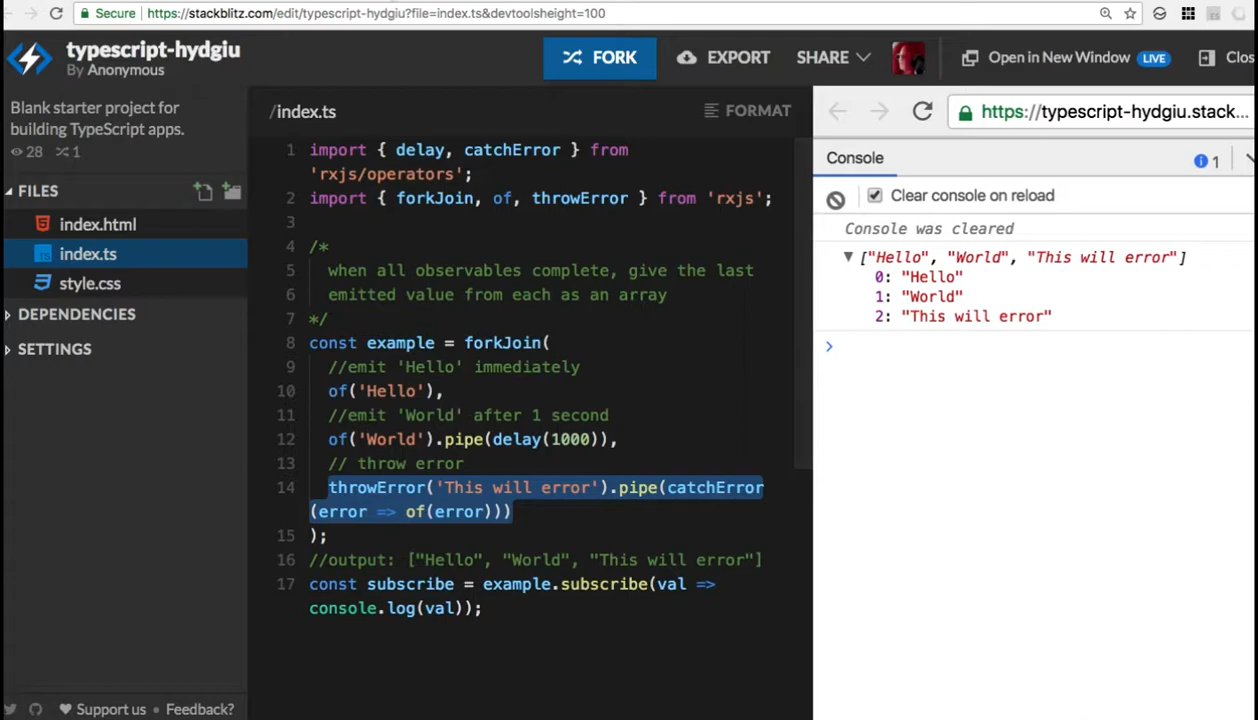 Secure https://stackblitz.com/edit/typescript-hydgiu?file=index.ts&devtoolsheight=100
typescript-hydgiu
By Anonymous
FORK
EXPORT
SHARE
Open in New Window LIVE
Clos
Blank starter project for
building TypeScript apps.
28 1
FILES
index.html
index.ts
style.css
DEPENDENCIES
SETTINGS
Support us • Feedback?
/index.ts
FORMAT
1 import { delay, catchError } from
'rxjs/operators';
2 import { forkJoin, of, throwError } from 'rxjs';
3
4 /*
5 when all observables complete, give the last
6 emitted value from each as an array
7 */
8 const example = forkJoin(
9 //emit 'Hello' immediately
10 of('Hello'),
11 //emit 'World' after 1 second
12 of('World').pipe(delay(1000)),
13 // throw error
14 throwError('This will error').pipe(catchError
(error => of(error)))
15 );
16 //output: ["Hello", "World", "This will error"]
17 const subscribe = example.subscribe(val =>
console.log(val));
https://typescript-hydgiu.stack...
Console
1
Clear console on reload
Console was cleared
["Hello", "World", "This will error"]
0: "Hello"
1: "World"
2: "This will error"